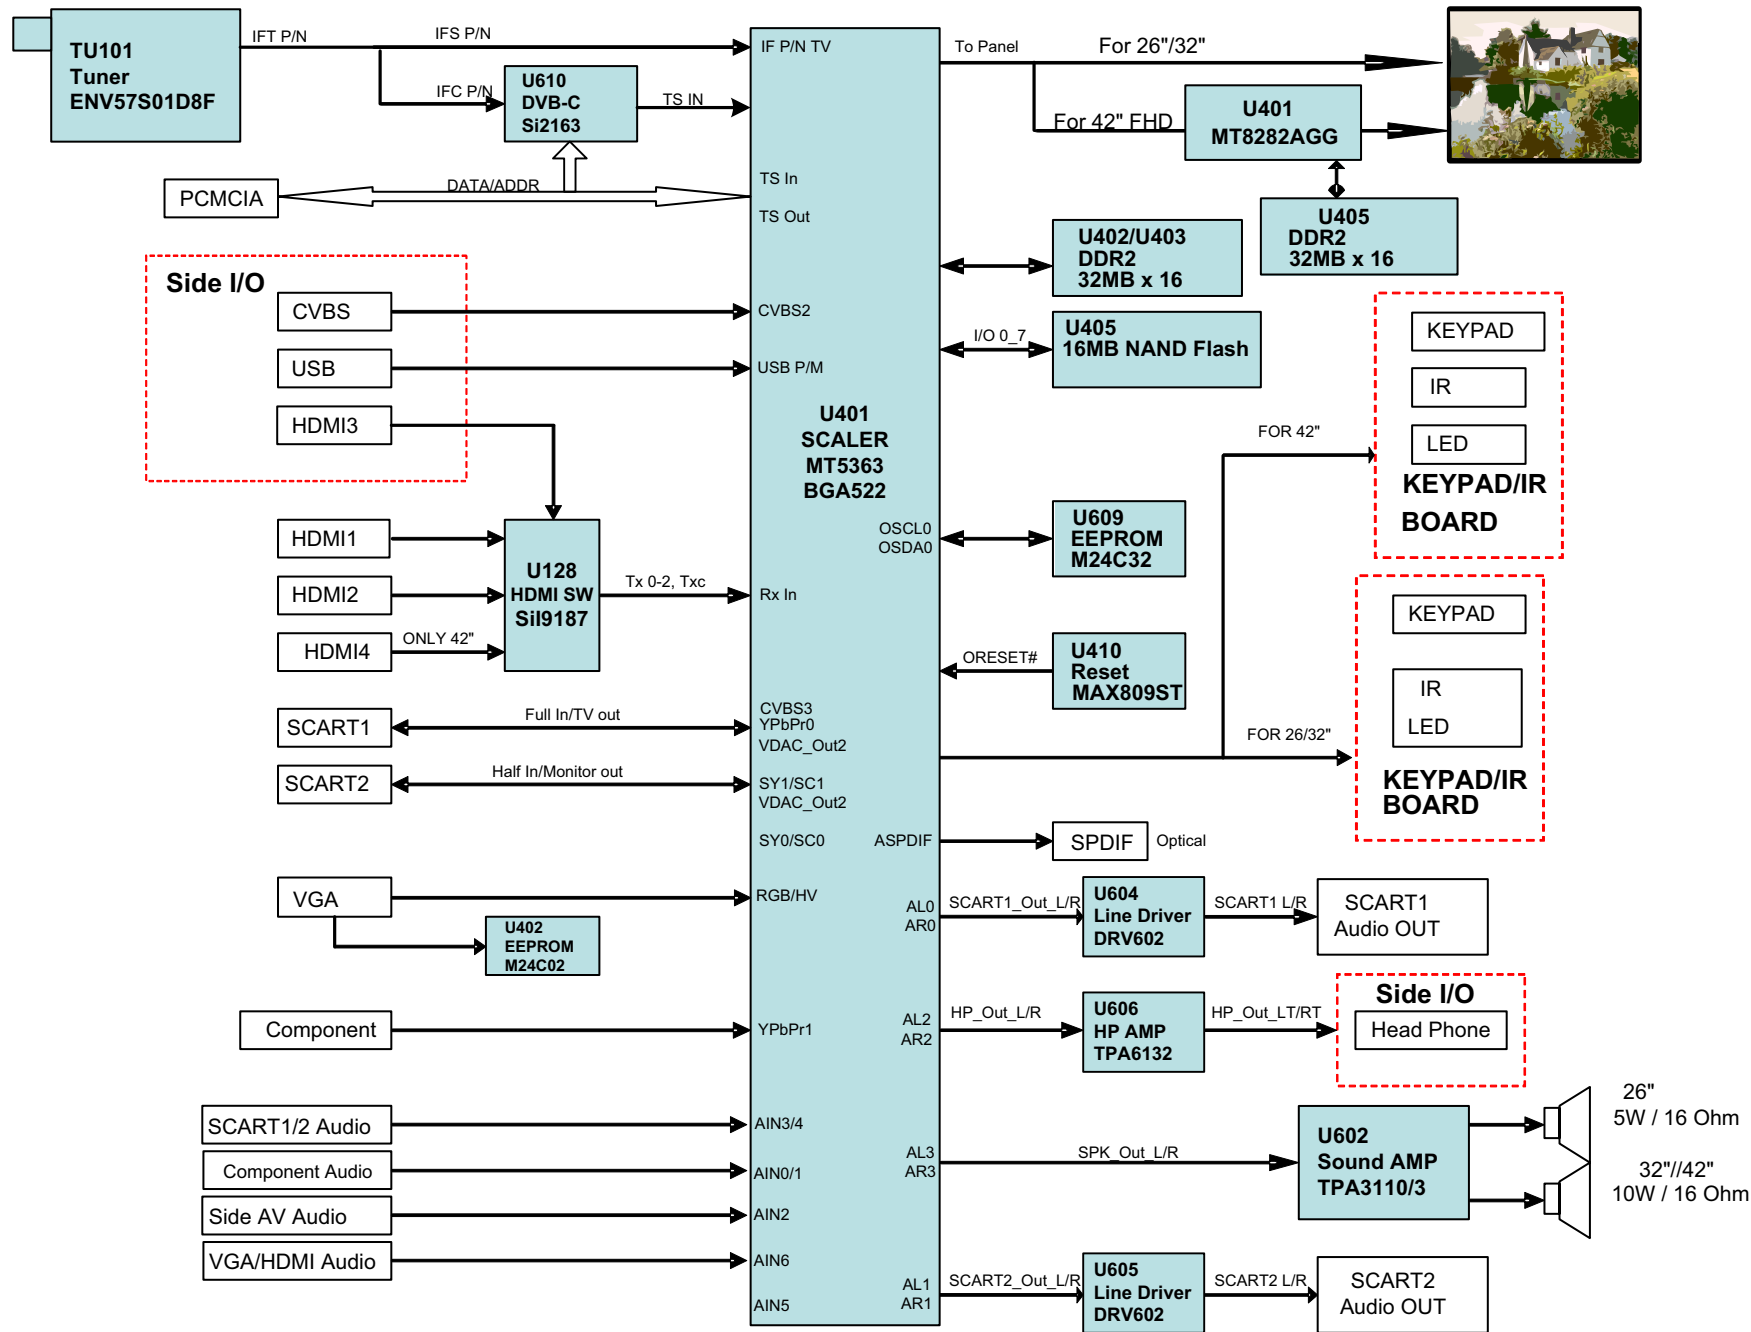 TU101
Tuner
ENV57S01D8F
IFT P/N
IFS P/N
IFC P/N
U610
DVB-C
Si2163
TS IN
PCMCIA
DATA/ADDR
Side I/O
CVBS
USB
HDMI3
HDMI1
HDMI2
HDMI4
ONLY 42"
U128
HDMI SW
SiI9187
Tx 0-2, Txc
SCART1
Full In/TV out
SCART2
Half In/Monitor out
VGA
U402
EEPROM
M24C02
Component
SCART1/2 Audio
Component Audio
Side AV Audio
VGA/HDMI Audio
IF P/N TV
TS In
TS Out
CVBS2
USB P/M
U401
SCALER
MT5363
BGA522
OSCL0
OSDA0
Rx In
CVBS3
YPbPr0
VDAC_Out2
SY1/SC1
VDAC_Out2
SY0/SC0
ASPDIF
RGB/HV
AL0
AR0
YPbPr1
AL2
AR2
AIN3/4
AL3
AR3
AIN0/1
AIN2
AIN6
AL1
AR1
AIN5
To Panel
For 26"/32"
For 42" FHD
U401
MT8282AGG
U405
DDR2
32MB x 16
U402/U403
DDR2
32MB x 16
I/O 0_7
U405
16MB NAND Flash
FOR 42"
KEYPAD
IR
LED
KEYPAD/IR
BOARD
U609
EEPROM
M24C32
ORESET#
U410
Reset
MAX809ST
FOR 26/32"
KEYPAD
IR
LED
KEYPAD/IR
BOARD
SPDIF
Optical
SCART1_Out_L/R
U604
Line Driver
DRV602
SCART1 L/R
SCART1
Audio OUT
HP_Out_L/R
U606
HP AMP
TPA6132
HP_Out_LT/RT
Side I/O
Head Phone
SPK_Out_L/R
U602
Sound AMP
TPA3110/3
26"
5W / 16 Ohm
32"//42"
10W / 16 Ohm
SCART2_Out_L/R
U605
Line Driver
DRV602
SCART2 L/R
SCART2
Audio OUT